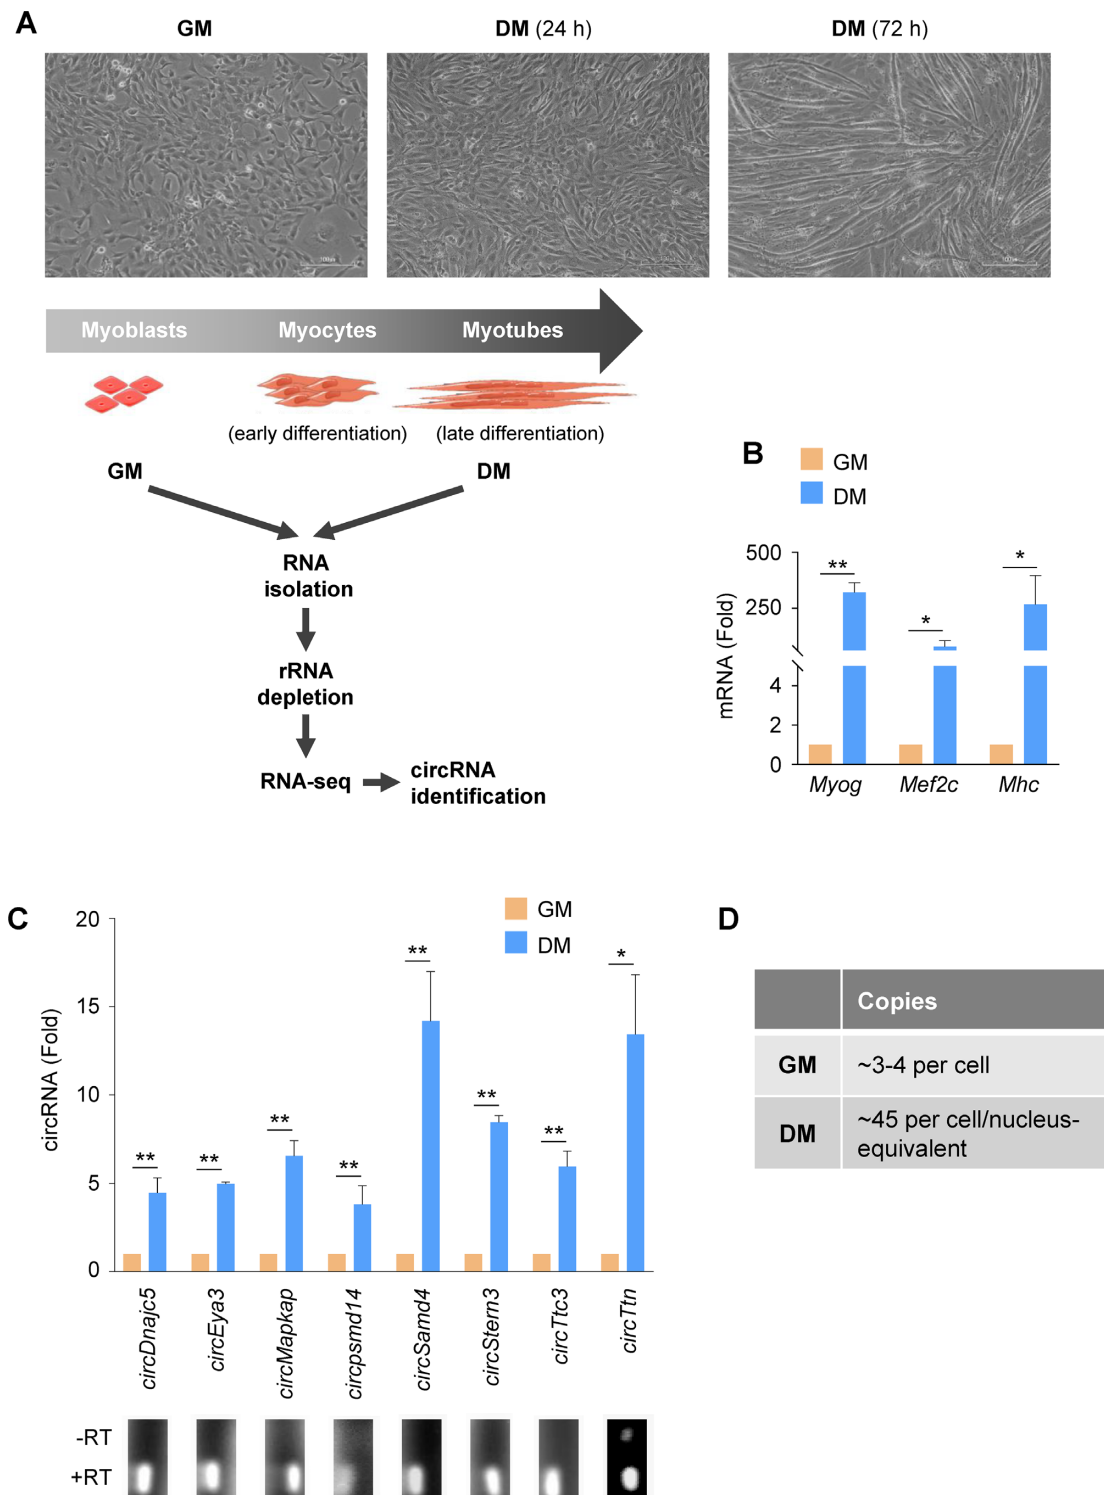 A
GM
DM (24 h)
DM (72 h)
Myoblasts
Myocytes
Myotubes
(early differentiation)
(late differentiation)
GM
DM
RNA
isolation
rRNA
depletion
RNA-seq
circRNA
identification
B
GM
DM
mRNA (Fold)
500
250
4
2
0
**
*
*
Myog
Mef2c
Mhc
C
GM
DM
circRNA (Fold)
20
15
10
5
0
**
**
**
**
**
**
**
*
circDnajc5
circEya3
circMapkap
circpsmd14
circSamd4
circStern3
circTtc3
circTtn
-RT
+RT
D
Copies
GM
~3-4 per cell
DM
~45 per cell/nucleus-
equivalent